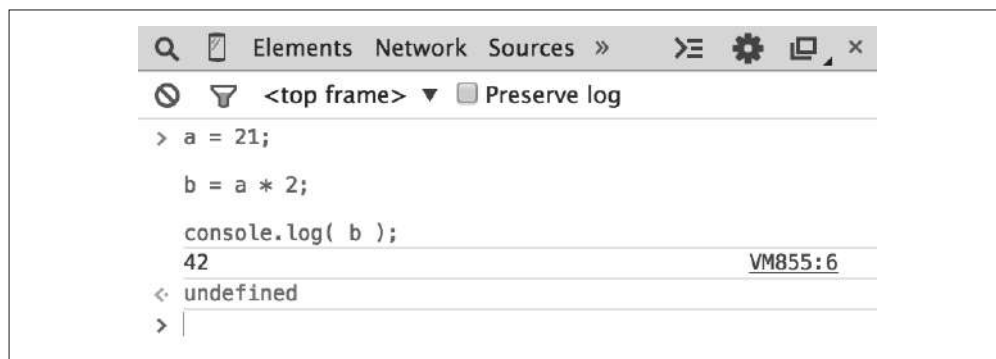 Elements Network Sources »
<top frame> ▼ Preserve log
> a = 21;
b = a * 2;
console.log( b );
42 VM855:6
undefined
>